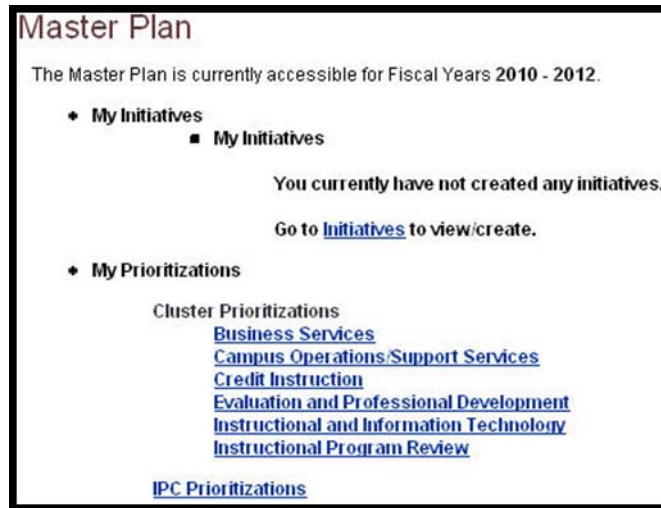 Master Plan
The Master Plan is currently accessible for Fiscal Years 2010 - 2012.
My Initiatives
My Initiatives
You currently have not created any initiatives.
Go to Initiatives to view/create.
My Prioritizations
Cluster Prioritizations
Business Services
Campus Operations/Support Services
Credit Instruction
Evaluation and Professional Development
Instructional and Information Technology
Instructional Program Review
IPC Prioritizations